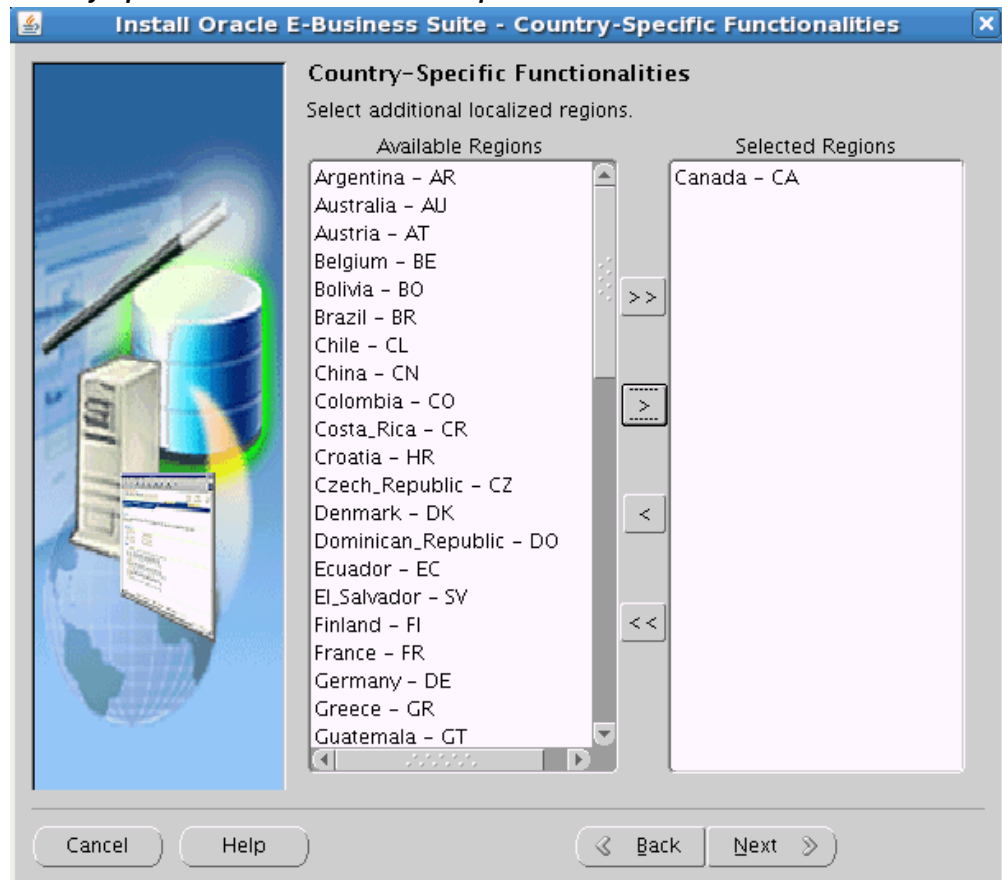 Install Oracle E-Business Suite - Country-Specific Functionalities
Country-Specific Functionalities
Select additional localized regions.
Available Regions
Argentina - AR
Australia - AU
Austria - AT
Belgium - BE
Bolivia - BO
Brazil - BR
Chile - CL
China - CN
Colombia - CO
Costa_Rica - CR
Croatia - HR
Czech_Republic - CZ
Denmark - DK
Dominican_Republic - DO
Ecuador - EC
El_Salvador - SV
Finland - FI
France - FR
Germany - DE
Greece - GR
Guatemala - GT
>>
>
<
<<
Selected Regions
Canada - CA
Cancel
Help
Back
Next